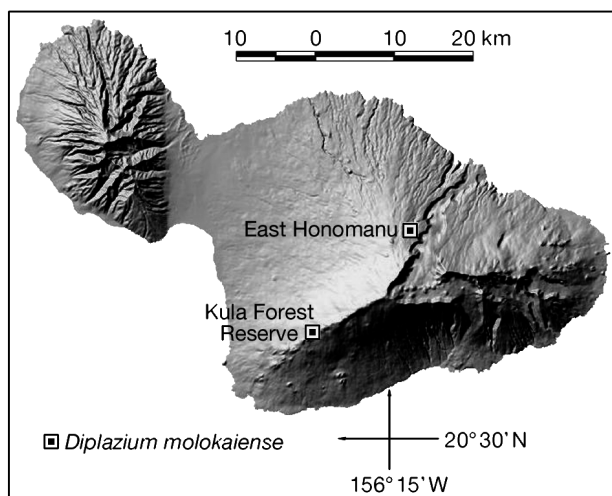 10 0 10 20 km
East Honomanu
Kula Forest
Reserve
Diplazium molokaiense
20°30'N
156°15'W